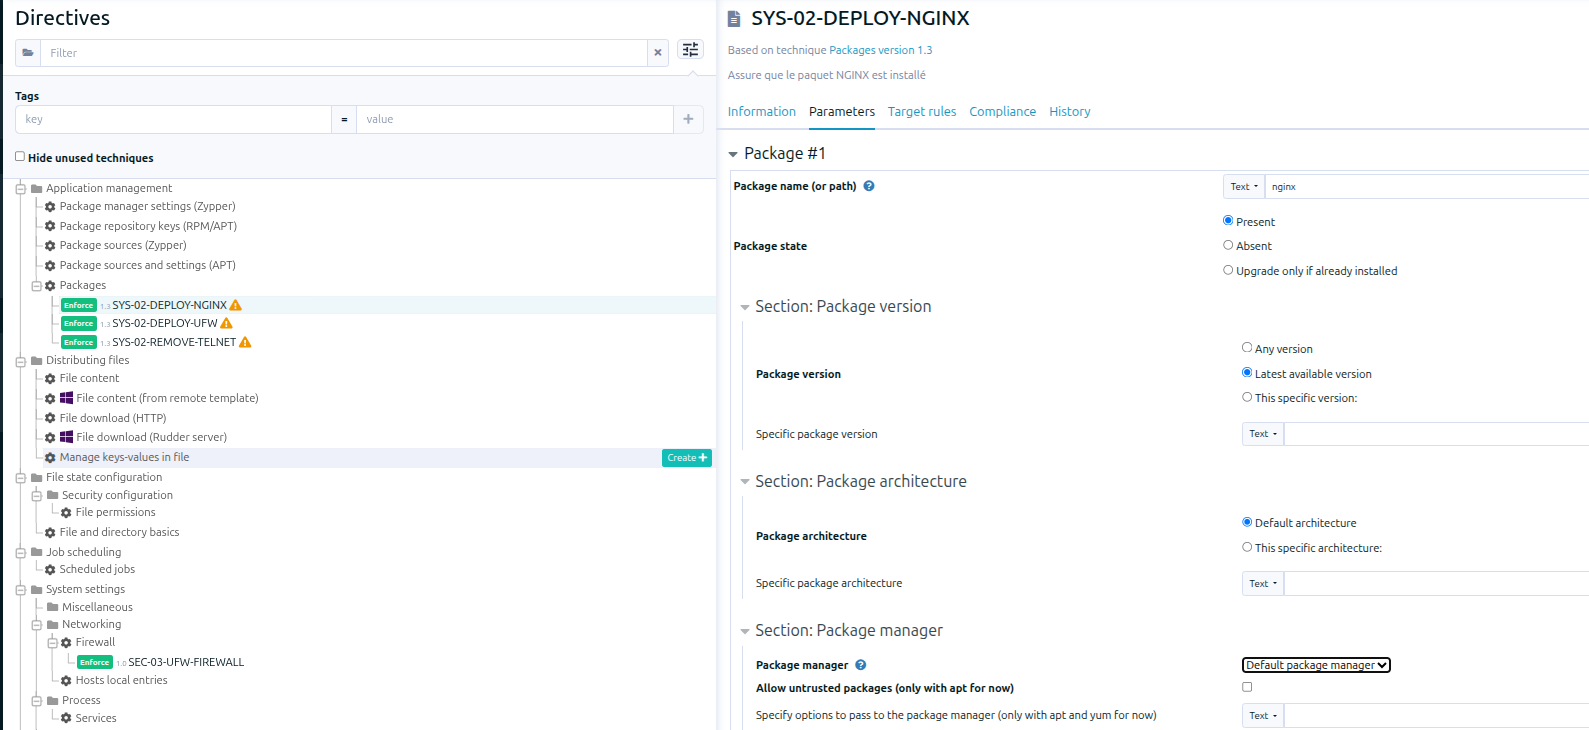 Directives
Filter
Tags
key = value
Hide unused techniques
Application management
Package manager settings (Zypper)
Package repository keys (RPM/APT)
Package sources (Zypper)
Package sources and settings (APT)
Packages
Enforce 1.3 SYS-02-DEPLOY-NGINX
Enforce 1.3 SYS-02-DEPLOY-UFW
Enforce 1.3 SYS-02-REMOVE-TELNET
Distributing files
File content
File content (from remote template)
File download (HTTP)
File download (Rudder server)
Manage keys-values in file Create
File state configuration
Security configuration
File permissions
File and directory basics
Job scheduling
Scheduled jobs
System settings
Miscellaneous
Networking
Firewall
Enforce 1.0 SEC-03-UFW-FIREWALL
Hosts local entries
Process
Services
SYS-02-DEPLOY-NGINX
Based on technique Packages version 1.3
Assure que le paquet NGINX est installé
Information Parameters Target rules Compliance History
Package #1
Package name (or path) Text nginx
Package state
Present
Absent
Upgrade only if already installed
Section: Package version
Package version
Any version
Latest available version
This specific version:
Specific package version Text
Section: Package architecture
Package architecture
Default architecture
This specific architecture:
Specific package architecture Text
Section: Package manager
Package manager Default package manager
Allow untrusted packages (only with apt for now)
Specify options to pass to the package manager (only with apt and yum for now) Text